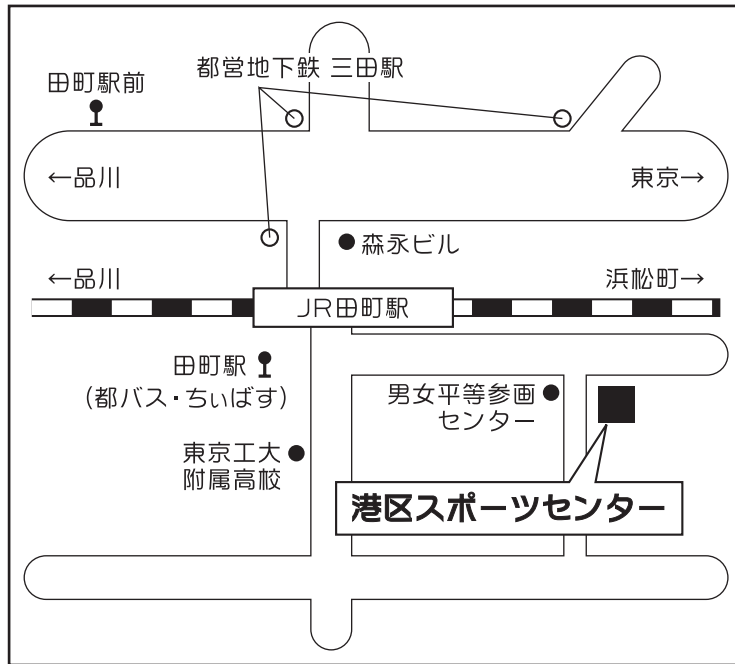 都営地下鉄 三田駅
田町駅前
←品川
東京→
森永ビル
←品川
浜松町→
JR田町駅
田町駅
(都バス・ちぃばす)
男女平等参画
センター
東京工大
附属高校
港区スポーツセンター